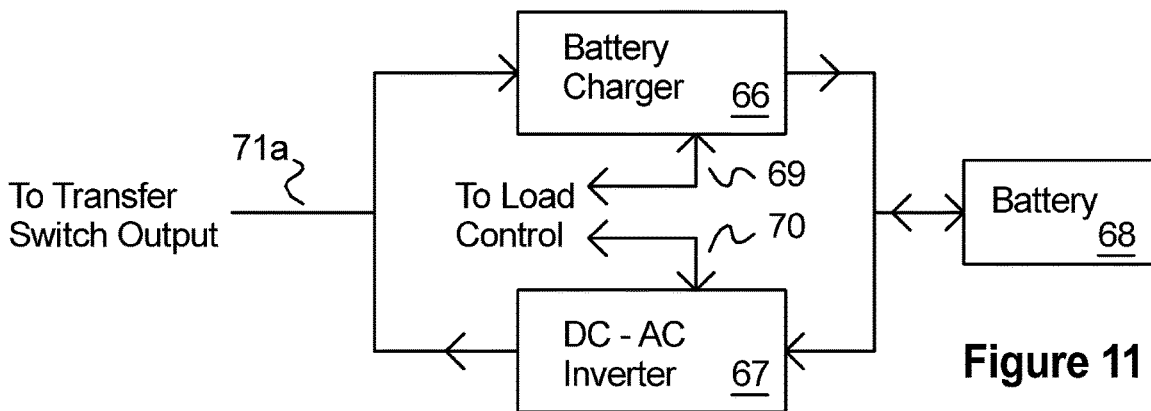 Battery
Charger
66
71a
69
To Transfer
Switch Output
To Load
Control
70
Battery
68
DC - AC
Inverter
67
Figure 11